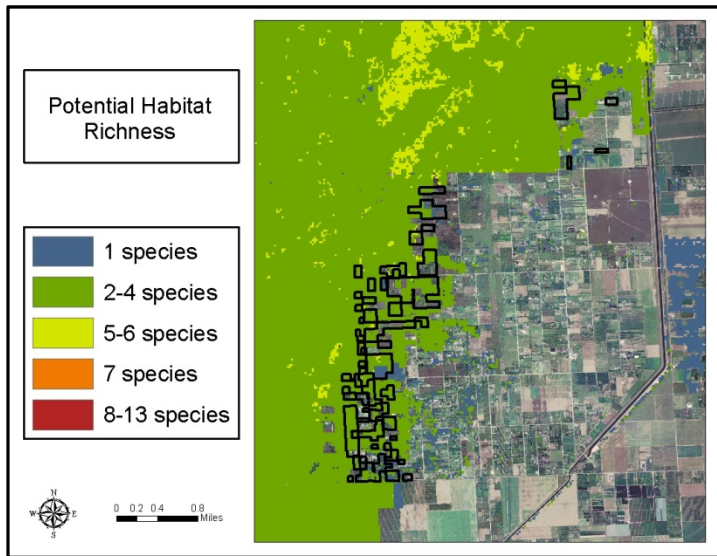 Potential Habitat
Richness
1 species
2-4 species
5-6 species
7 species
8-13 species
N
W E
S
0 0.2 0.4 0.8
Miles